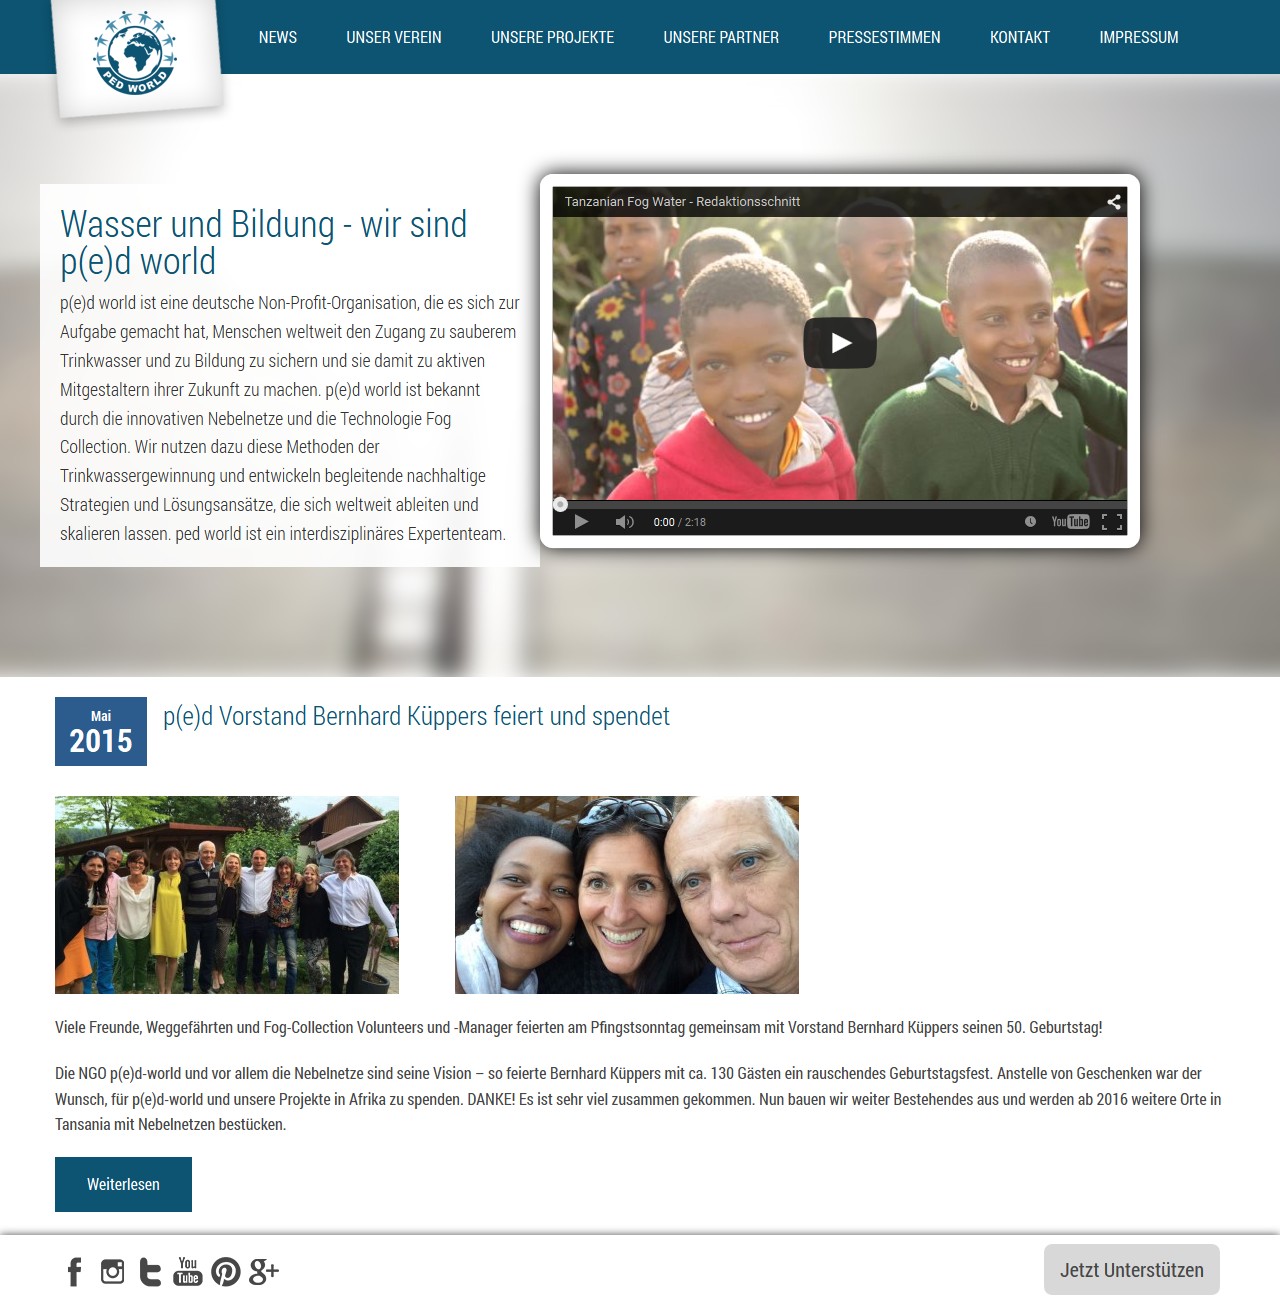 PED WORLD
NEWS UNSER VEREIN UNSERE PROJEKTE UNSERE PARTNER PRESSESTIMMEN KONTAKT IMPRESSUM
Wasser und Bildung - wir sind
p(e)d world
p(e)d world ist eine deutsche Non-Profit-Organisation, die es sich zur
Aufgabe gemacht hat, Menschen weltweit den Zugang zu sauberem
Trinkwasser und zu Bildung zu sichern und sie damit zu aktiven
Mitgestaltern ihrer Zukunft zu machen. p(e)d world ist bekannt
durch die innovativen Nebelnetze und die Technologie Fog
Collection. Wir nutzen dazu diese Methoden der
Trinkwassergewinnung und entwickeln begleitende nachhaltige
Strategien und Lösungsansätze, die sich weltweit ableiten und
skalieren lassen. ped world ist ein interdisziplinäres Expertenteam.
Tanzanian Fog Water - Redaktionsschnitt
0:00 / 2:18 YouTube
Mai
2015
p(e)d Vorstand Bernhard Küppers feiert und spendet
Viele Freunde, Weggefährten und Fog-Collection Volunteers und -Manager feierten am Pfingstsonntag gemeinsam mit Vorstand Bernhard Küppers seinen 50. Geburtstag!
Die NGO p(e)d-world und vor allem die Nebelnetze sind seine Vision – so feierte Bernhard Küppers mit ca. 130 Gästen ein rauschendes Geburtstagsfest. Anstelle von Geschenken war der
Wunsch, für p(e)d-world und unsere Projekte in Afrika zu spenden. DANKE! Es ist sehr viel zusammen gekommen. Nun bauen wir weiter Bestehendes aus und werden ab 2016 weitere Orte in
Tansania mit Nebelnetzen bestücken.
Weiterlesen
You
Tube
Jetzt Unterstützen